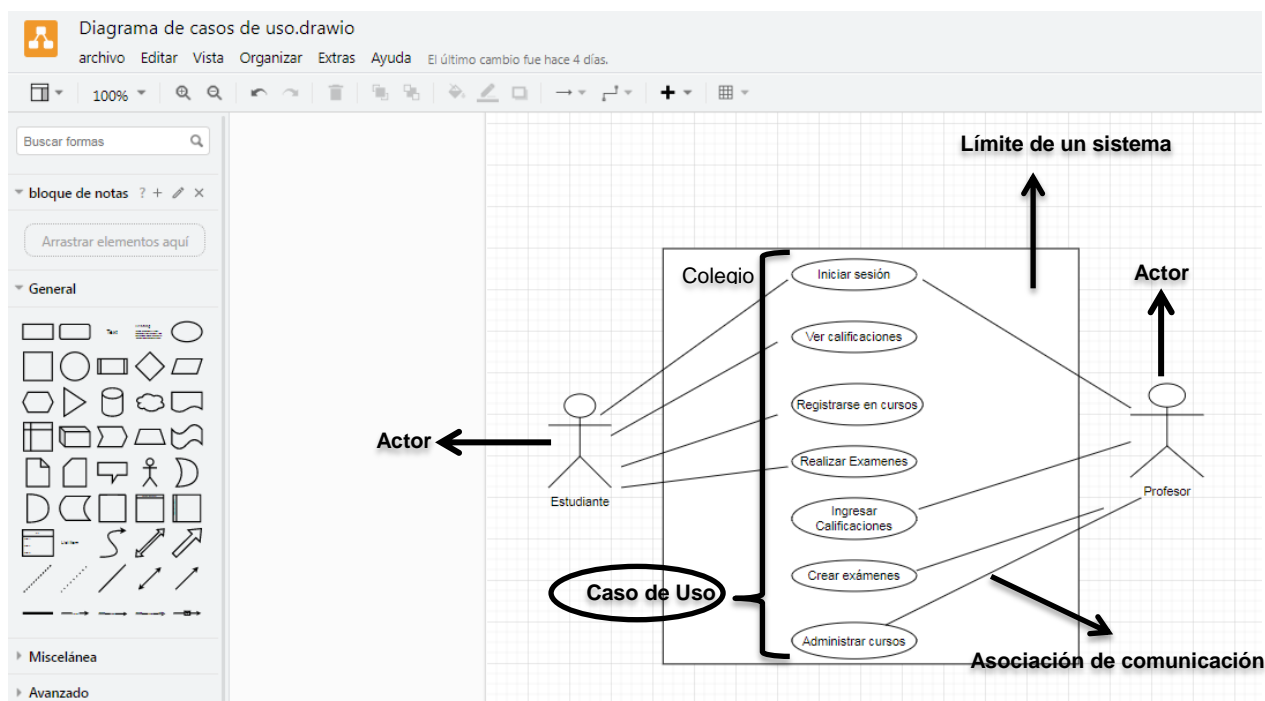 Diagrama de casos de uso.drawio
archivo Editar Vista Organizar Extras Ayuda El último cambio fue hace 4 días.
100%
Buscar formas
bloque de notas ? +
Arrastrar elementos aquí
General
Text
Miscelánea
Avanzado
Límite de un sistema
Colegio
Iniciar sesión
Actor
Ver calificaciones
Registrarse en cursos
Actor
Realizar Examenes
Estudiante
Profesor
Ingresar
Calificaciones
Crear exámenes
Caso de Uso
Administrar cursos
Asociación de comunicación